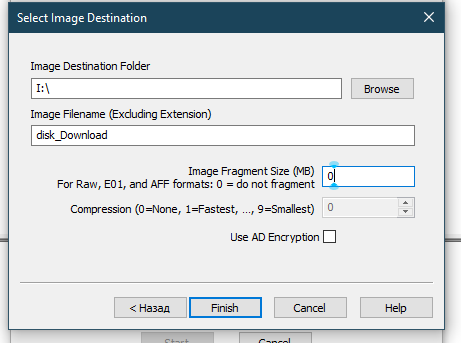 Select Image Destination
Image Destination Folder
I:\
Browse
Image Filename (Excluding Extension)
disk_Download
Image Fragment Size (MB)
For Raw, E01, and AFF formats: 0 = do not fragment
0
Compression (0=None, 1=Fastest, ..., 9=Smallest)
0
Use AD Encryption
< Назад
Finish
Cancel
Help
Start
Cancel